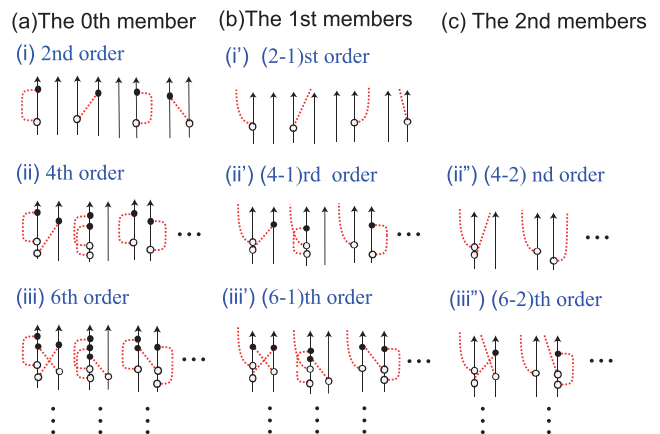 (a)The 0th member
(b)The 1st members
(c) The 2nd members
(i) 2nd order
(i') (2-1)st order
(ii) 4th order
(ii') (4-1)rd order
(ii") (4-2) nd order
(iii) 6th order
(iii') (6-1)th order
(iii") (6-2)th order